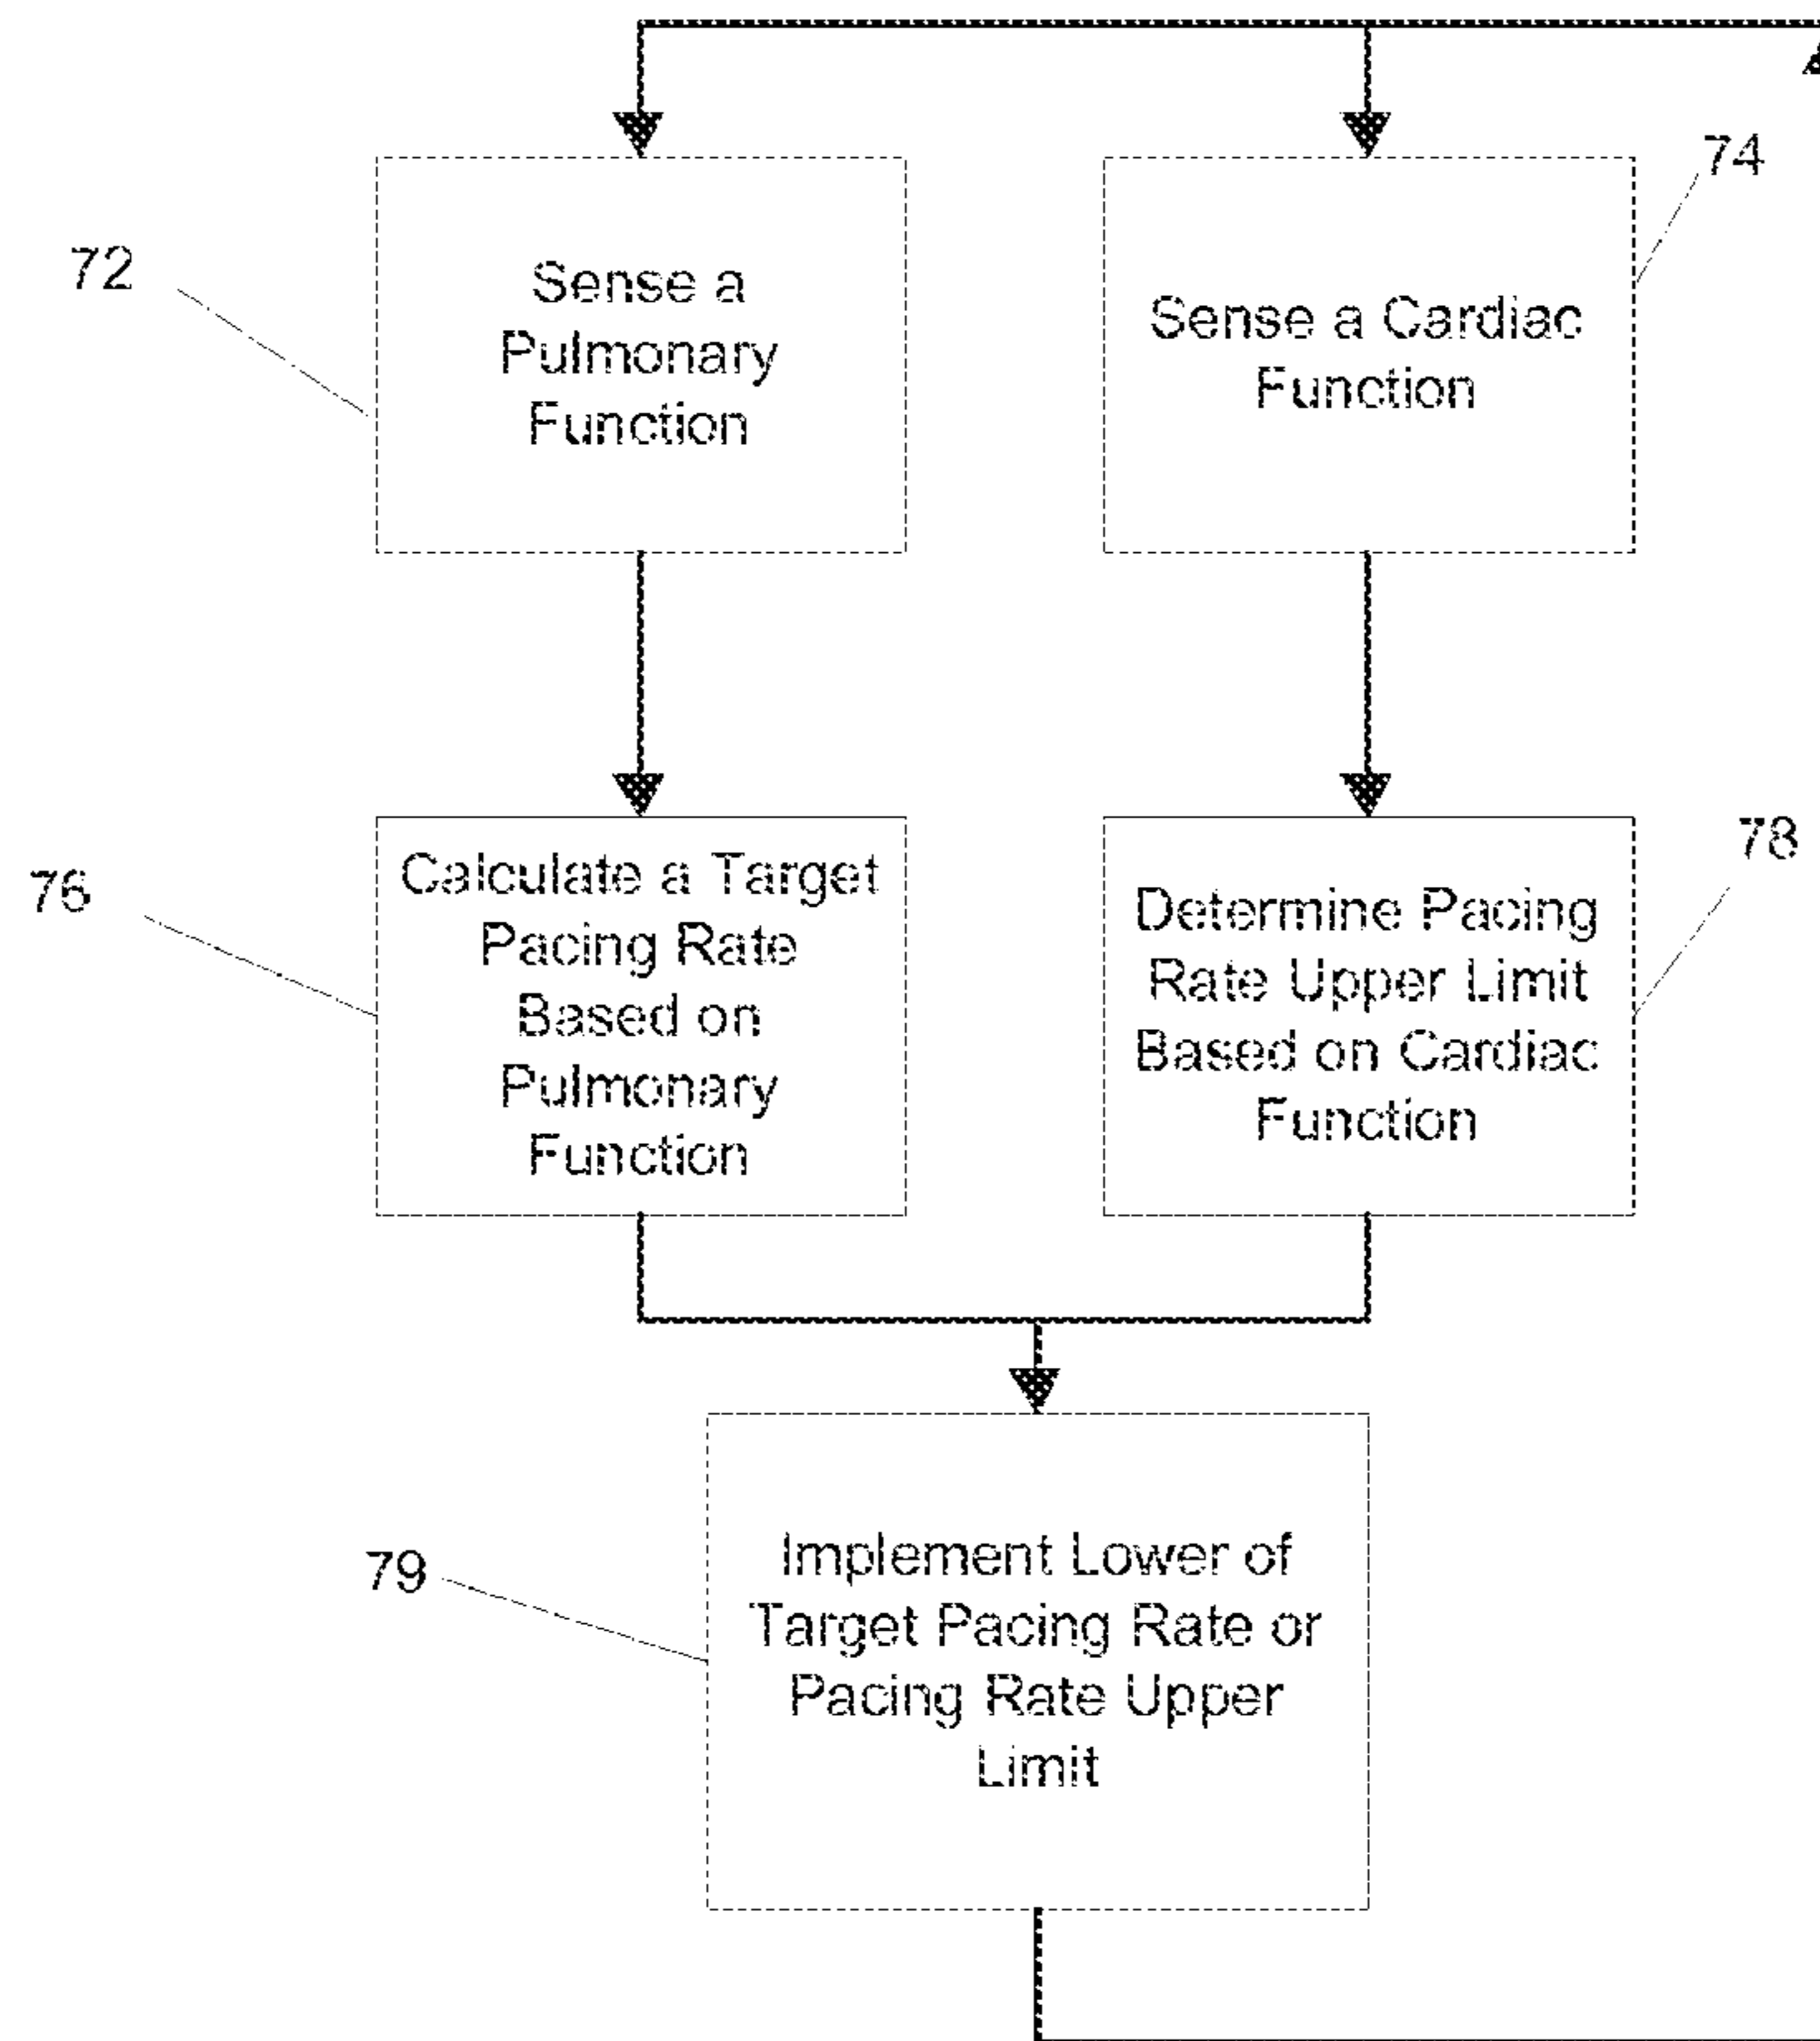 74
72
Sense a
Pulmonary
Function
Sense a Cardiac
Function
76
Calculate a Target
Pacing Rate
Based on
Pulmonary
Function
78
Determine Pacing
Rate Upper Limit
Based on Cardiac
Function
79
Implement Lower of
Target Pacing Rate or
Pacing Rate Upper
Limit